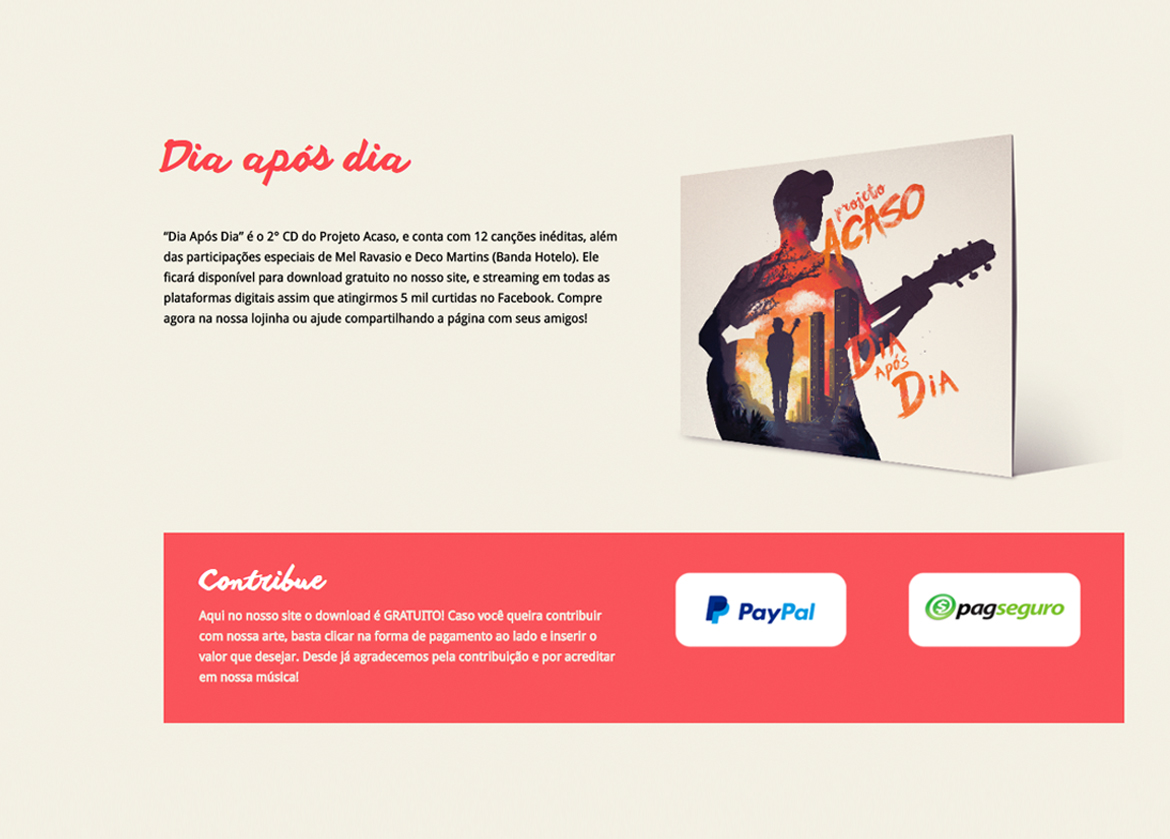 Dia após dia
“Dia Após Dia” é o 2° CD do Projeto Acaso, e conta com 12 canções inéditas, além
das participações especiais de Mel Ravasio e Deco Martins (Banda Hotelo). Ele
ficará disponível para download gratuito no nosso site, e streaming em todas as
plataformas digitais assim que atingirmos 5 mil curtidas no Facebook. Compre
agora na nossa lojinha ou ajude compartilhando a página com seus amigos!
projeto
ACASO
DiA
após
DiA
Contribue
Aqui no nosso site o download é GRATUITO! Caso você queira contribuir
com nossa arte, basta clicar na forma de pagamento ao lado e inserir o
valor que desejar. Desde já agradecemos pela contribuição e por acreditar
em nossa música!
PayPal
pagseguro